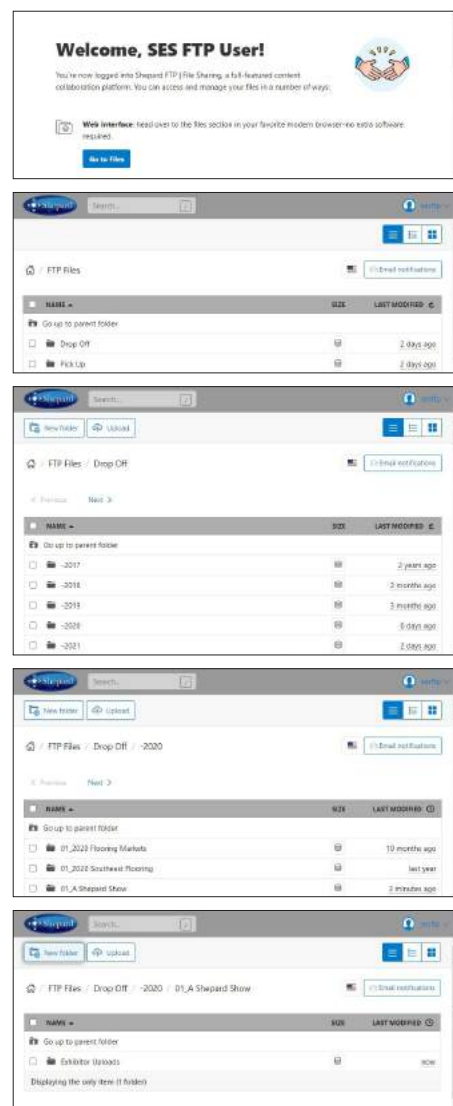 Welcome, SES FTP User!
You're now logged into Shepard FTP | File Sharing, a full-featured content
collaboration platform. You can access and manage your files in a number of ways:
Web interface: head over to the files section in your favorite modern browser–no extra software
required.
Go to Files
Shepard Search... /
FTP Files Email notifications
NAME SIZE LAST MODIFIED
Go up to parent folder
Drop Off 2 days ago
Pick Up 2 days ago
Shepard Search... /
New folder Upload
/ FTP Files / Drop Off Email notifications
< Previous Next >
NAME SIZE LAST MODIFIED
Go up to parent folder
-2017 2 years ago
-2018 2 months ago
-2019 3 months ago
-2020 days ago
-2021 2 days ago
Shepard Search... /
New folder Upload
/ FTP Files / Drop Off / -2020 Email notifications
< Previous Next >
NAME SIZE LAST MODIFIED
Go up to parent folder
01_2020 Flooring Markets 10 months ago
01_2020 Southeast Flooring last year
01_A Shepard Show 2 minutes ago
Shepard Search... /
New folder Upload
/ FTP Files / Drop Off / -2020 / 01_A Shepard Show Email notifications
NAME SIZE LAST MODIFIED
Go up to parent folder
Exhibitor Uploads now
Displaying the only item (1 folder)